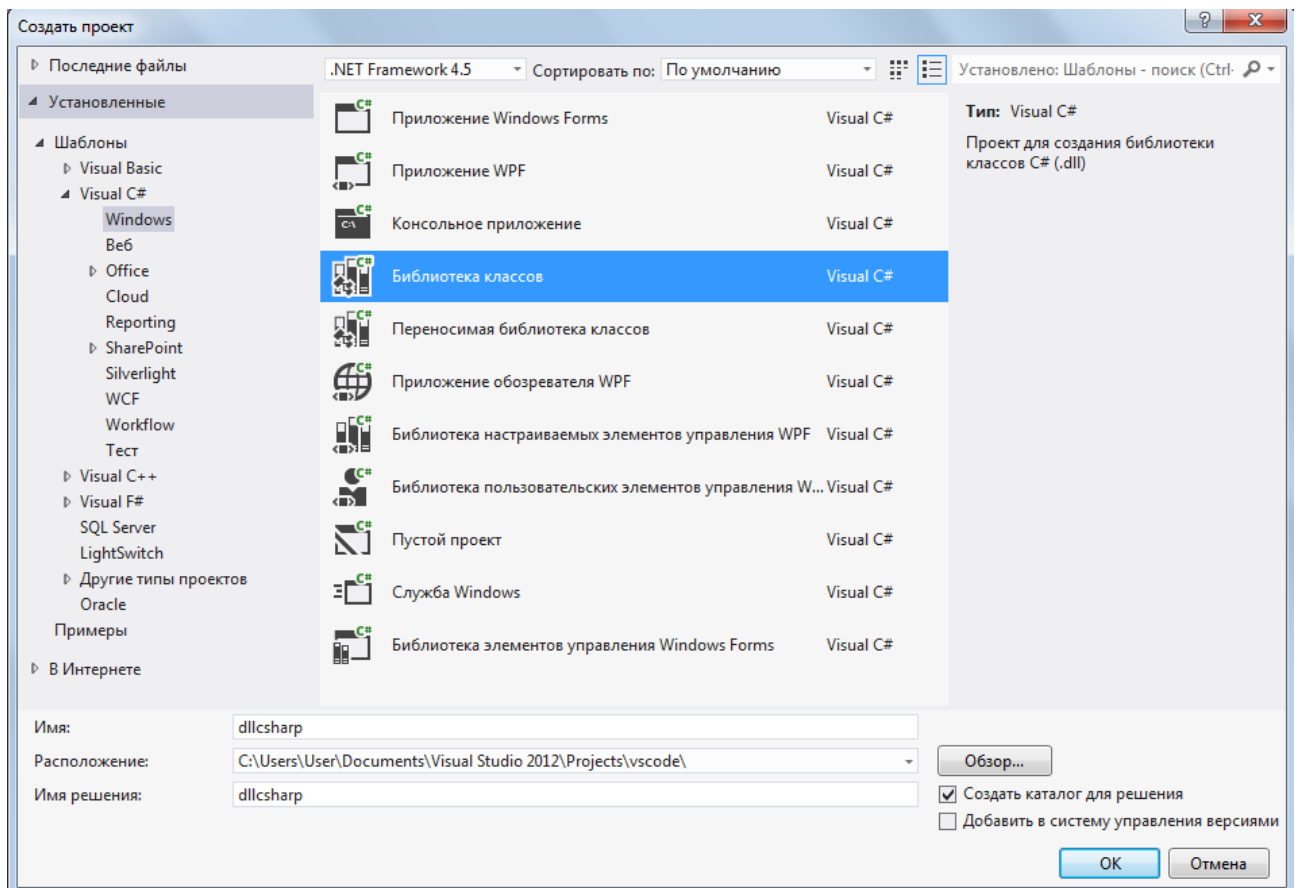 Создать проект
Последние файлы
Установленные
Шаблоны
Visual Basic
Visual C#
Windows
Веб
Office
Cloud
Reporting
SharePoint
Silverlight
WCF
Workflow
Тест
Visual C++
Visual F#
SQL Server
LightSwitch
Другие типы проектов
Oracle
Примеры
В Интернете
.NET Framework 4.5 Сортировать по: По умолчанию
Приложение Windows Forms Visual C#
Приложение WPF Visual C#
Консольное приложение Visual C#
Библиотека классов Visual C#
Переносимая библиотека классов Visual C#
Приложение обозревателя WPF Visual C#
Библиотека настраиваемых элементов управления WPF Visual C#
Библиотека пользовательских элементов управления W... Visual C#
Пустой проект Visual C#
Служба Windows Visual C#
Библиотека элементов управления Windows Forms Visual C#
Установлено: Шаблоны - поиск (Ctrl-
Тип: Visual C#
Проект для создания библиотеки
классов C# (.dll)
Имя: dllcsharp
Расположение: C:\Users\User\Documents\Visual Studio 2012\Projects\vscode\
Обзор...
Имя решения: dllcsharp
Создать каталог для решения
Добавить в систему управления версиями
ОК Отмена